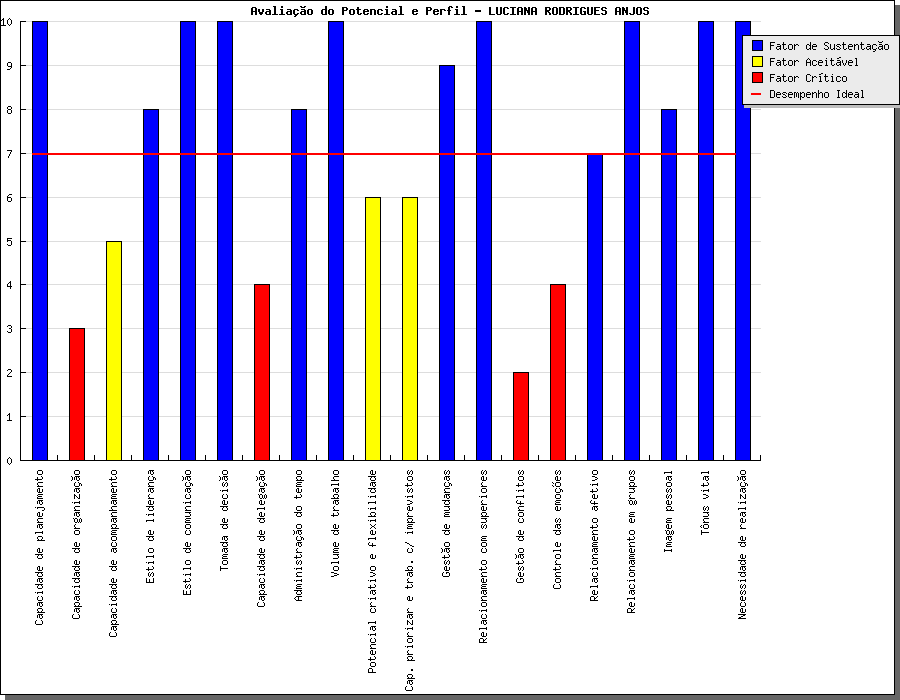 Avaliação do Potencial e Perfil - LUCIANA RODRIGUES ANJOS
Fator de Sustentação
Fator Aceitável
Fator Crítico
Desempenho Ideal
10
9
8
7
6
5
4
3
2
1
0
Capacidade de planejamento
Capacidade de organização
Capacidade de acompanhamento
Estilo de liderança
Estilo de comunicação
Tomada de decisão
Capacidade de delegação
Administração do tempo
Volume de trabalho
Potencial criativo e flexibilidade
Cap. priorizar e trab. c/ imprevistos
Gestão de mudanças
Relacionamento com superiores
Gestão de conflitos
Controle das emoções
Relacionamento afetivo
Relacionamento em grupos
Imagem pessoal
Tônus vital
Necessidade de realização